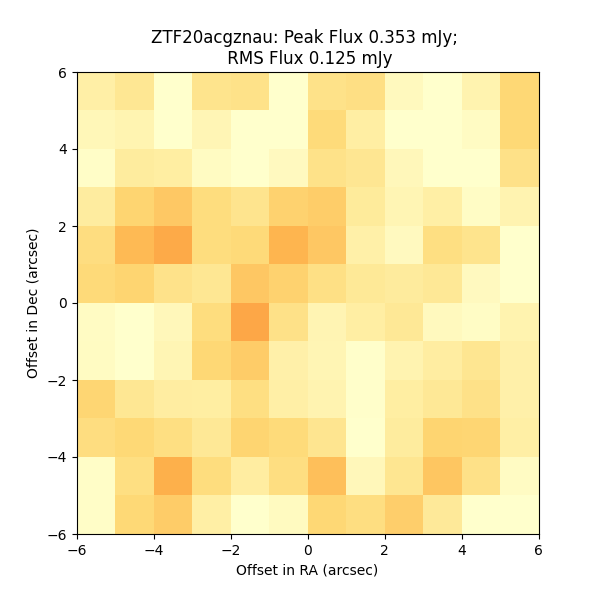 ZTF20acgznau: Peak Flux 0.353 mJy;
RMS Flux 0.125 mJy
6
4
2
0
−2
−4
−6
Offset in Dec (arcsec)
−6 −4 −2 0 2 4 6
Offset in RA (arcsec)